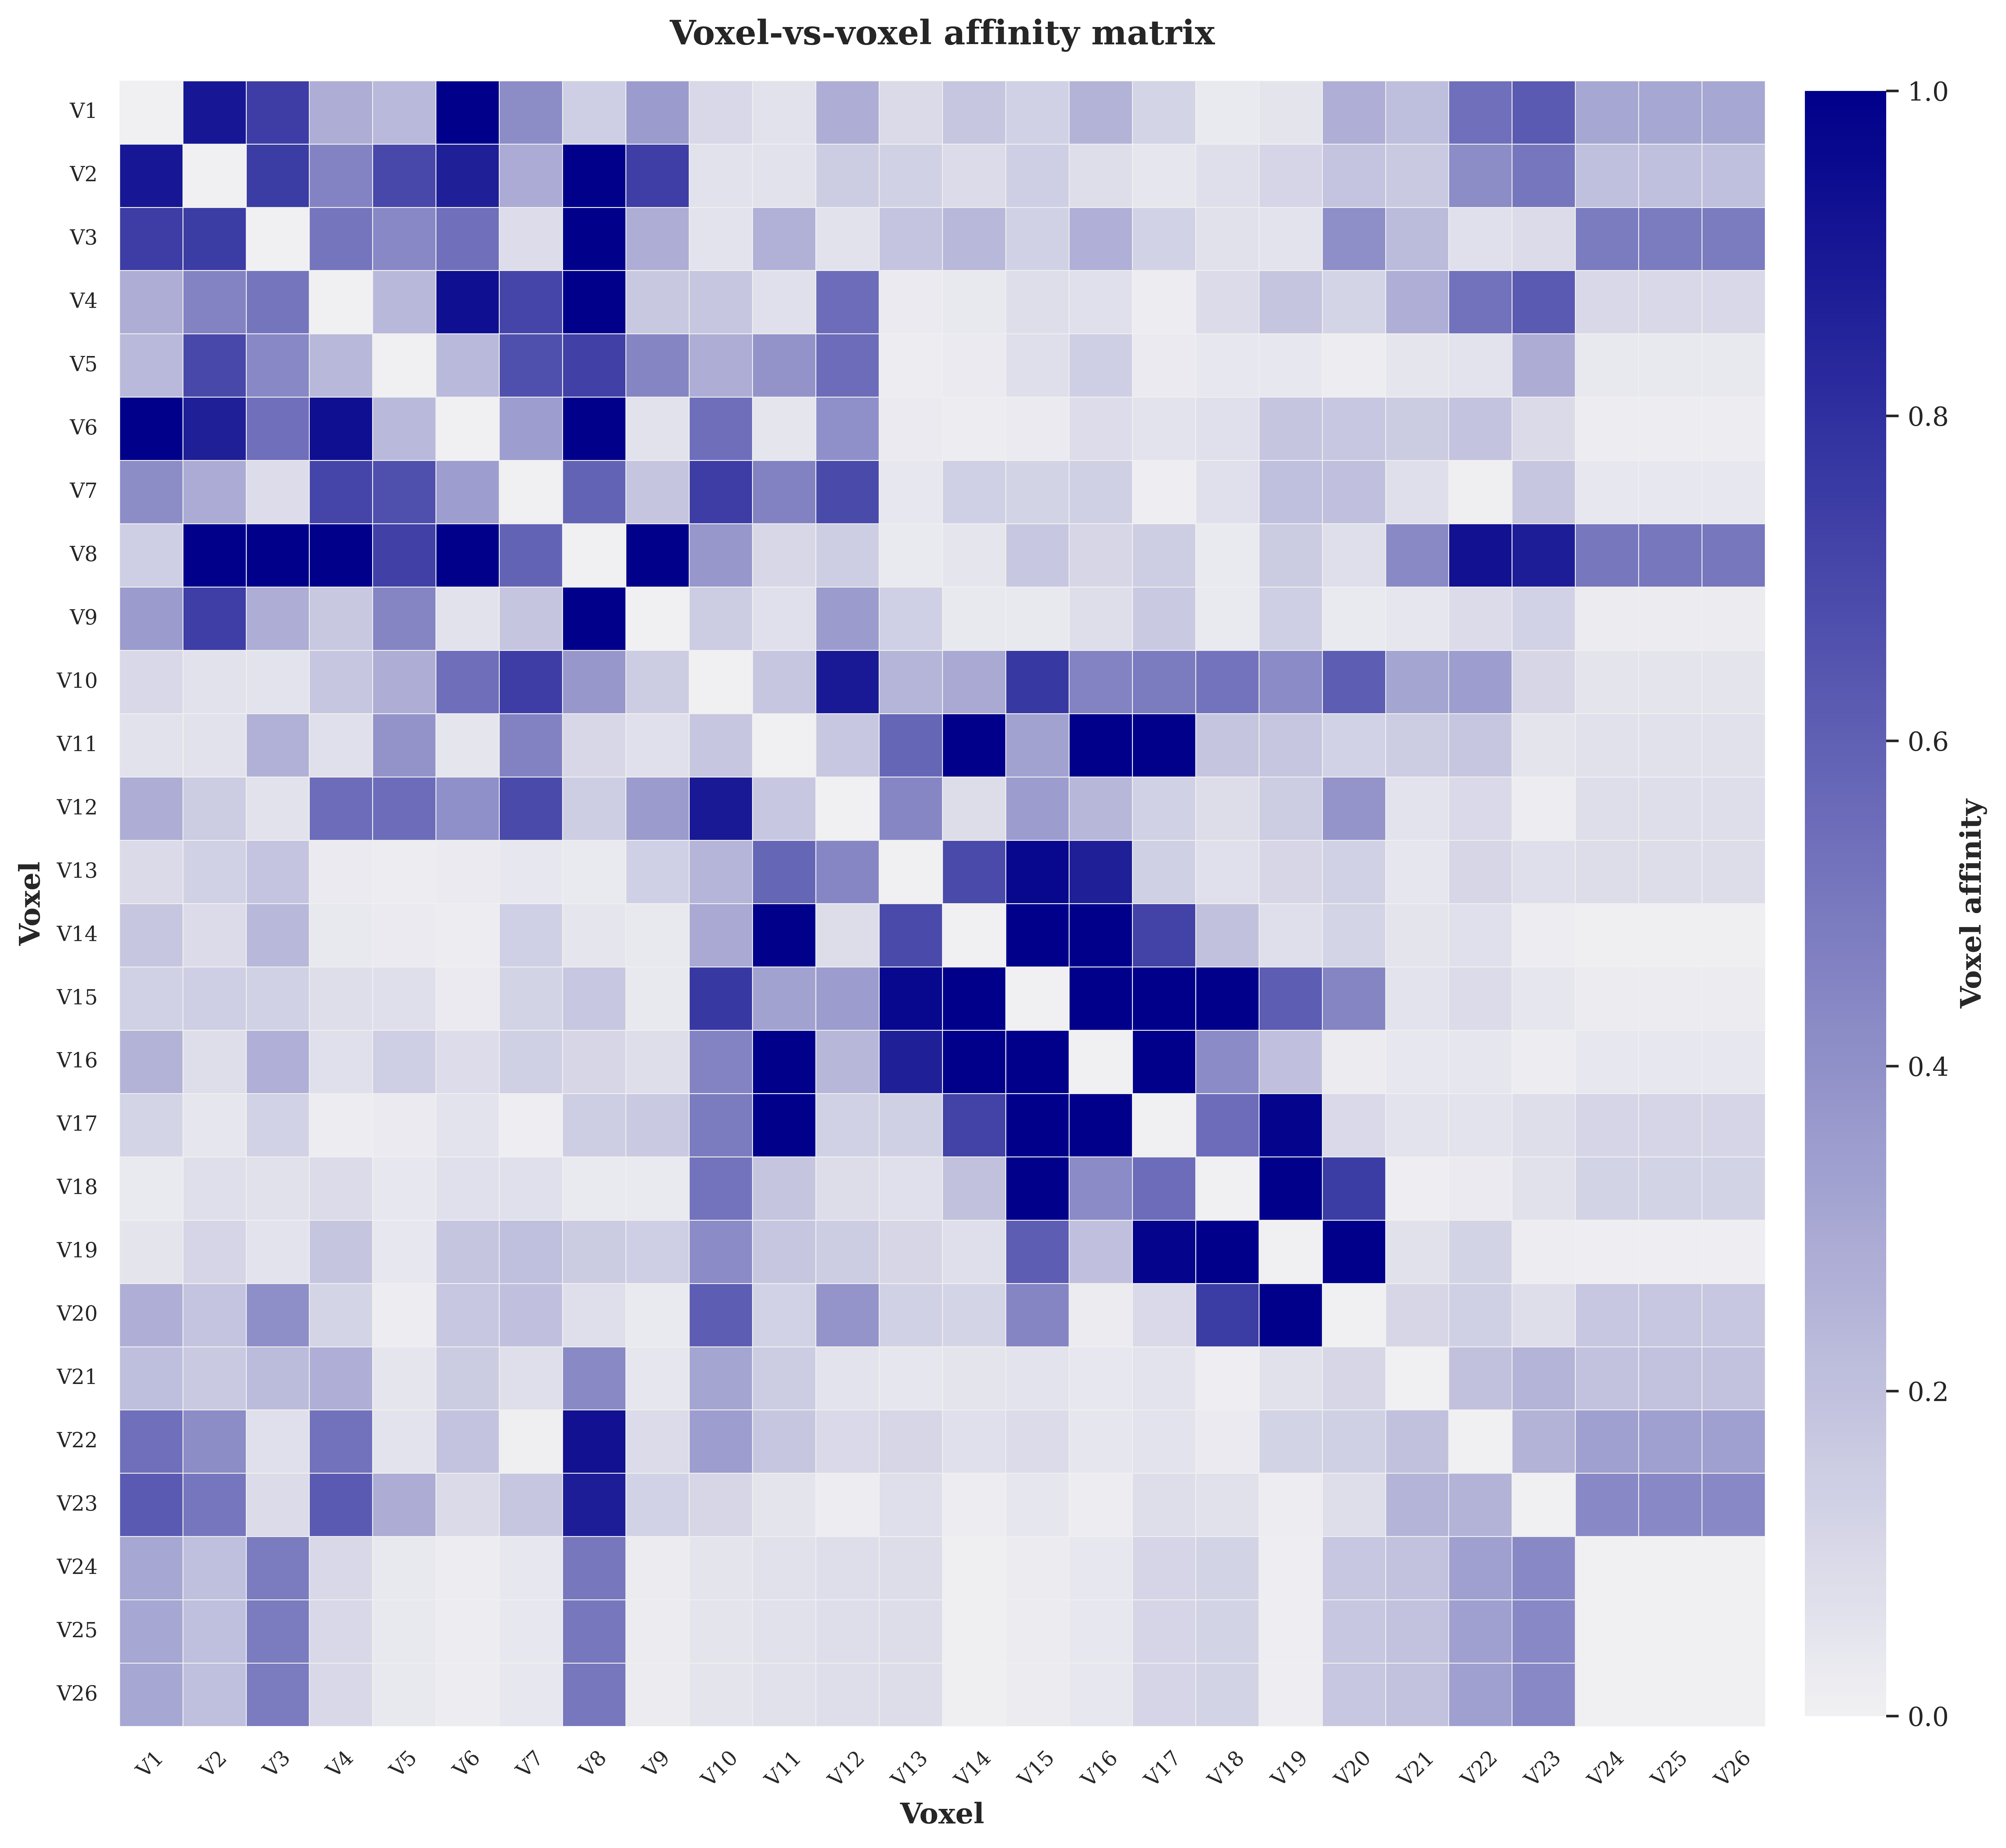 Voxel-vs-voxel affinity matrix
V1
V2
V3
V4
V5
V6
V7
V8
V9
V10
V11
V12
V13
V14
V15
V16
V17
V18
V19
V20
V21
V22
V23
V24
V25
V26
Voxel
V1 V2 V3 V4 V5 V6 V7 V8 V9 V10 V11 V12 V13 V14 V15 V16 V17 V18 V19 V20 V21 V22 V23 V24 V25 V26
Voxel
1.0
0.8
0.6
0.4
0.2
0.0
Voxel affinity